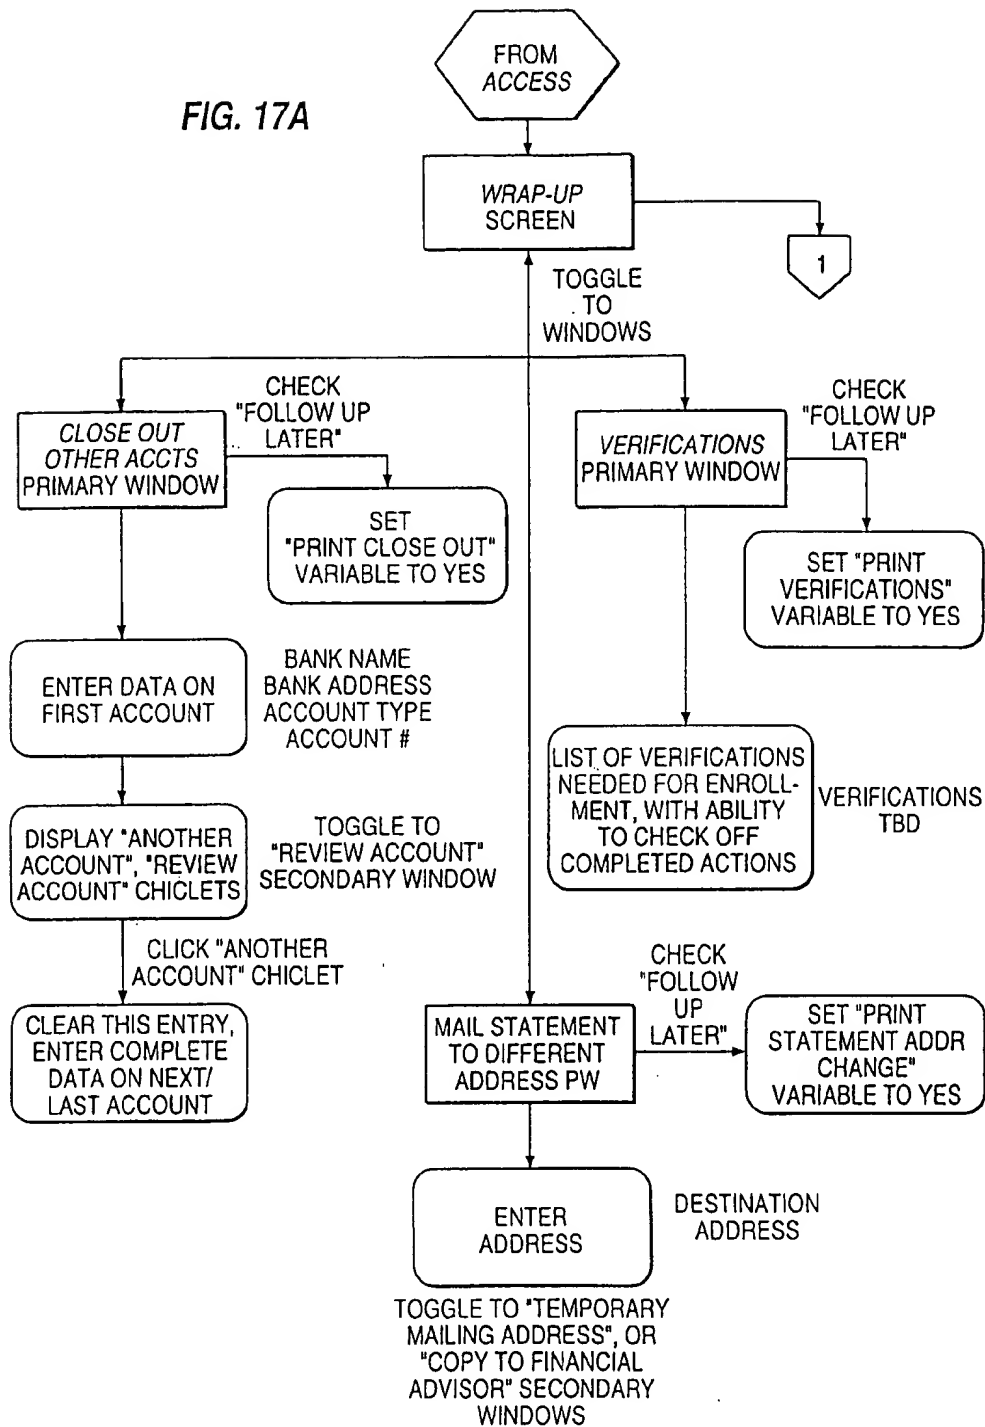 FROM
ACCESS
FIG. 17A
WRAP-UP
SCREEN
1
TOGGLE
TO
WINDOWS
CHECK
"FOLLOW UP
LATER"
CLOSE OUT
OTHER ACCTS
PRIMARY WINDOW
SET
"PRINT CLOSE OUT"
VARIABLE TO YES
CHECK
"FOLLOW UP
LATER"
VERIFICATIONS
PRIMARY WINDOW
SET "PRINT
VERIFICATIONS"
VARIABLE TO YES
ENTER DATA ON
FIRST ACCOUNT
BANK NAME
BANK ADDRESS
ACCOUNT TYPE
ACCOUNT #
DISPLAY "ANOTHER
ACCOUNT", "REVIEW
ACCOUNT" CHICLETS
TOGGLE TO
"REVIEW ACCOUNT"
SECONDARY WINDOW
LIST OF VERIFICATIONS
NEEDED FOR ENROLL-
MENT, WITH ABILITY
TO CHECK OFF
COMPLETED ACTIONS
VERIFICATIONS
TBD
CLICK "ANOTHER
ACCOUNT" CHICLET
CLEAR THIS ENTRY,
ENTER COMPLETE
DATA ON NEXT/
LAST ACCOUNT
MAIL STATEMENT
TO DIFFERENT
ADDRESS PW
CHECK
"FOLLOW
UP
LATER"
SET "PRINT
STATEMENT ADDR
CHANGE"
VARIABLE TO YES
ENTER
ADDRESS
DESTINATION
ADDRESS
TOGGLE TO "TEMPORARY
MAILING ADDRESS", OR
"COPY TO FINANCIAL
ADVISOR" SECONDARY
WINDOWS